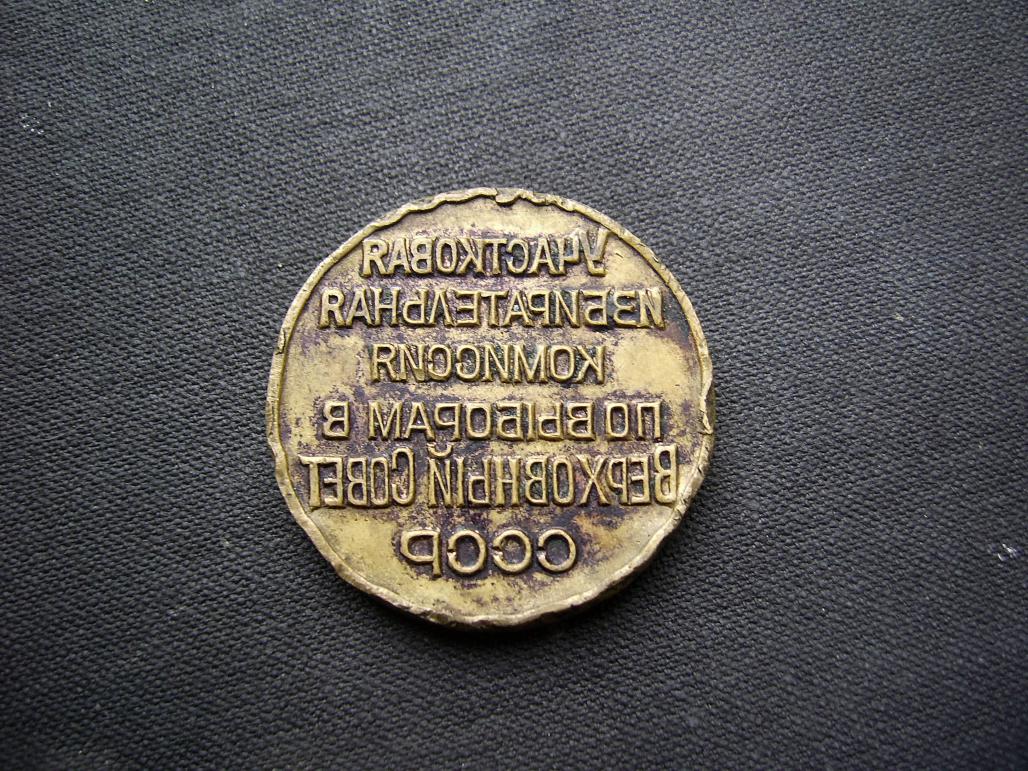 УЧАСТКОВАЯ
ИЗБИРАТЕЛЬНАЯ
КОМИССИЯ
ПО ВЫБОРАМ В
ВЕРХОВНЫЙ СОВЕТ
СССР